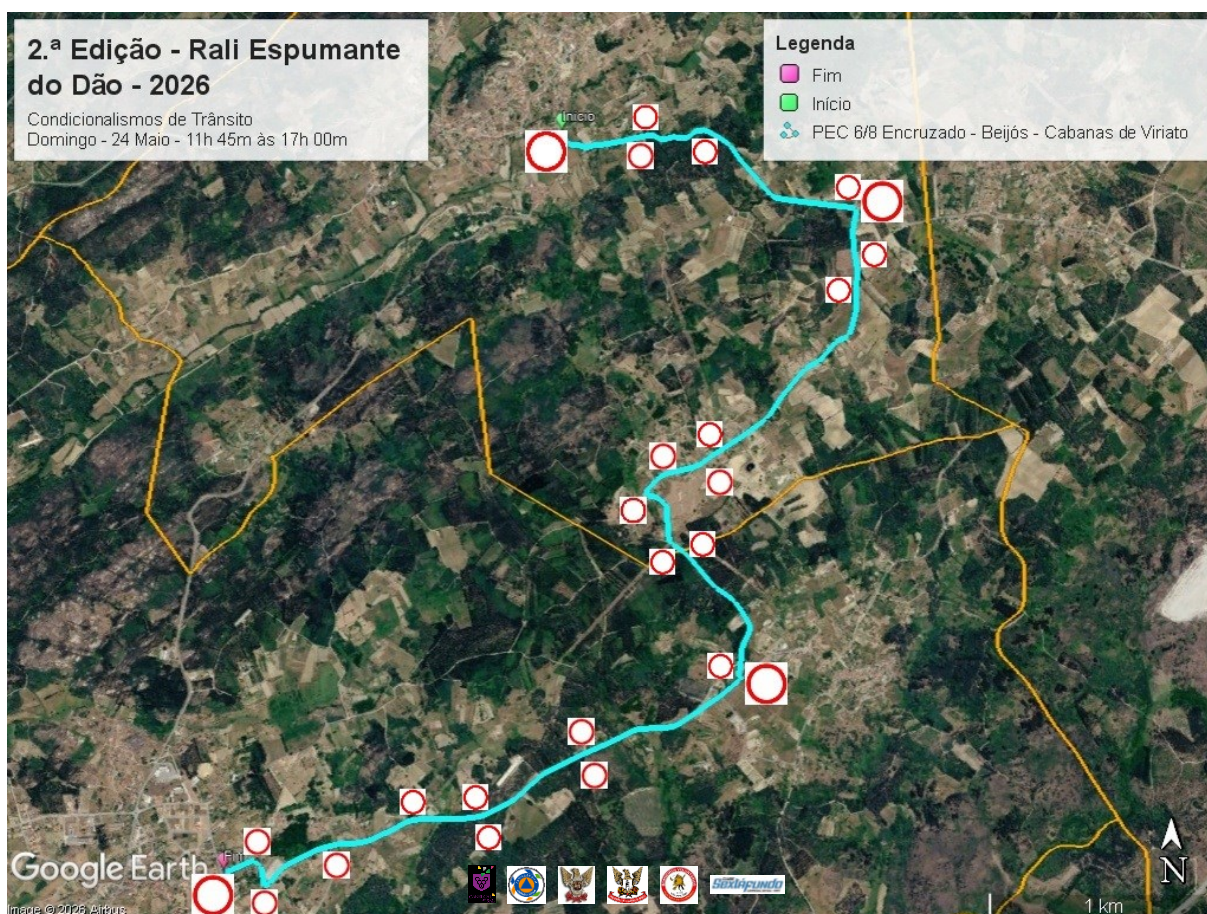 2.ª Edição - Rali Espumante
do Dão - 2026
Condicionalismos de Trânsito
Domingo - 24 Maio - 11h 45m às 17h 00m
Legenda
Fim
Início
PEC 6/8 Encruzado - Beijós - Cabanas de Viriato
Início
Fim
Google Earth
Image © 2026 Airbus
SEXTAFUNDO
N
1 km